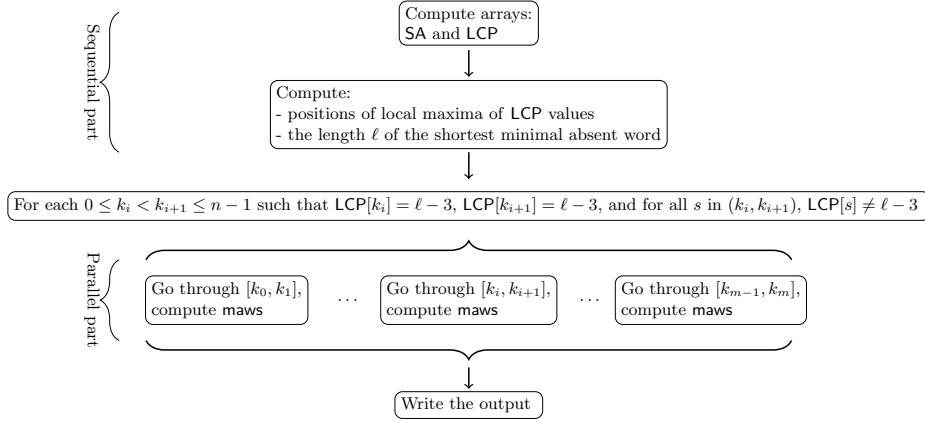 Sequential part
Compute arrays:
SA and LCP
Compute:
- positions of local maxima of LCP values
- the length ℓ of the shortest minimal absent word
For each 0 ≤ k_i < k_{i+1} ≤ n − 1 such that LCP[k_i] = ℓ − 3, LCP[k_{i+1}] = ℓ − 3, and for all s in (k_i, k_{i+1}), LCP[s] ≠ ℓ − 3
Parallel part
Go through [k_0, k_1],
compute maws
...
Go through [k_i, k_{i+1}],
compute maws
...
Go through [k_{m−1}, k_m],
compute maws
Write the output